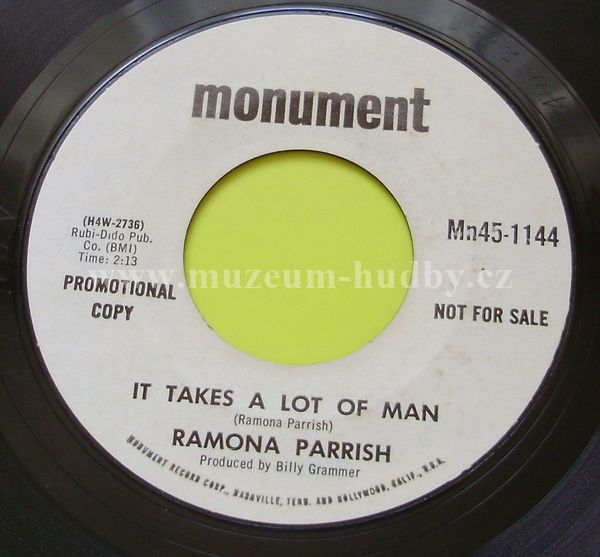 monument
(H4W-2736)
Rubi-Dido Pub.
Co. (BMI)
Time: 2:13
PROMOTIONAL
COPY
Mn45-1144
NOT FOR SALE
www.muzeum-hudby.cz
IT TAKES A LOT OF MAN
(Ramona Parrish)
RAMONA PARRISH
Produced by Billy Grammer
MONUMENT RECORD CORP., NASHVILLE, TENN. AND HOLLYWOOD, CALIF., U.S.A.